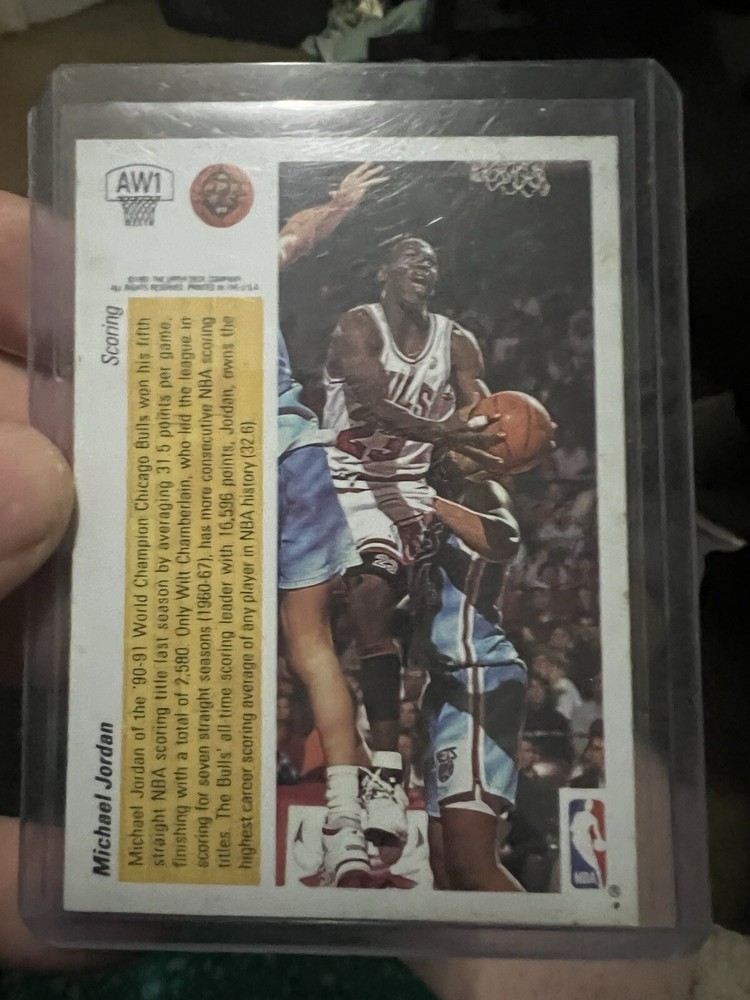 AW1
©1991 THE UPPER DECK COMPANY.
ALL RIGHTS RESERVED. PRINTED IN THE U.S.A.
Michael Jordan
Scoring
Michael Jordan of the '90-91 World Champion Chicago Bulls won his fifth
straight NBA scoring title last season by averaging 31.5 points per game,
finishing with a total of 2,580. Only Wilt Chamberlain, who led the league in
scoring for seven straight seasons (1960-67), has more consecutive NBA scoring
titles. The Bulls' all-time scoring leader with 16,596 points, Jordan, owns the
highest career scoring average of any player in NBA history (32.6).
BULLS
23
23
NETS
NBA